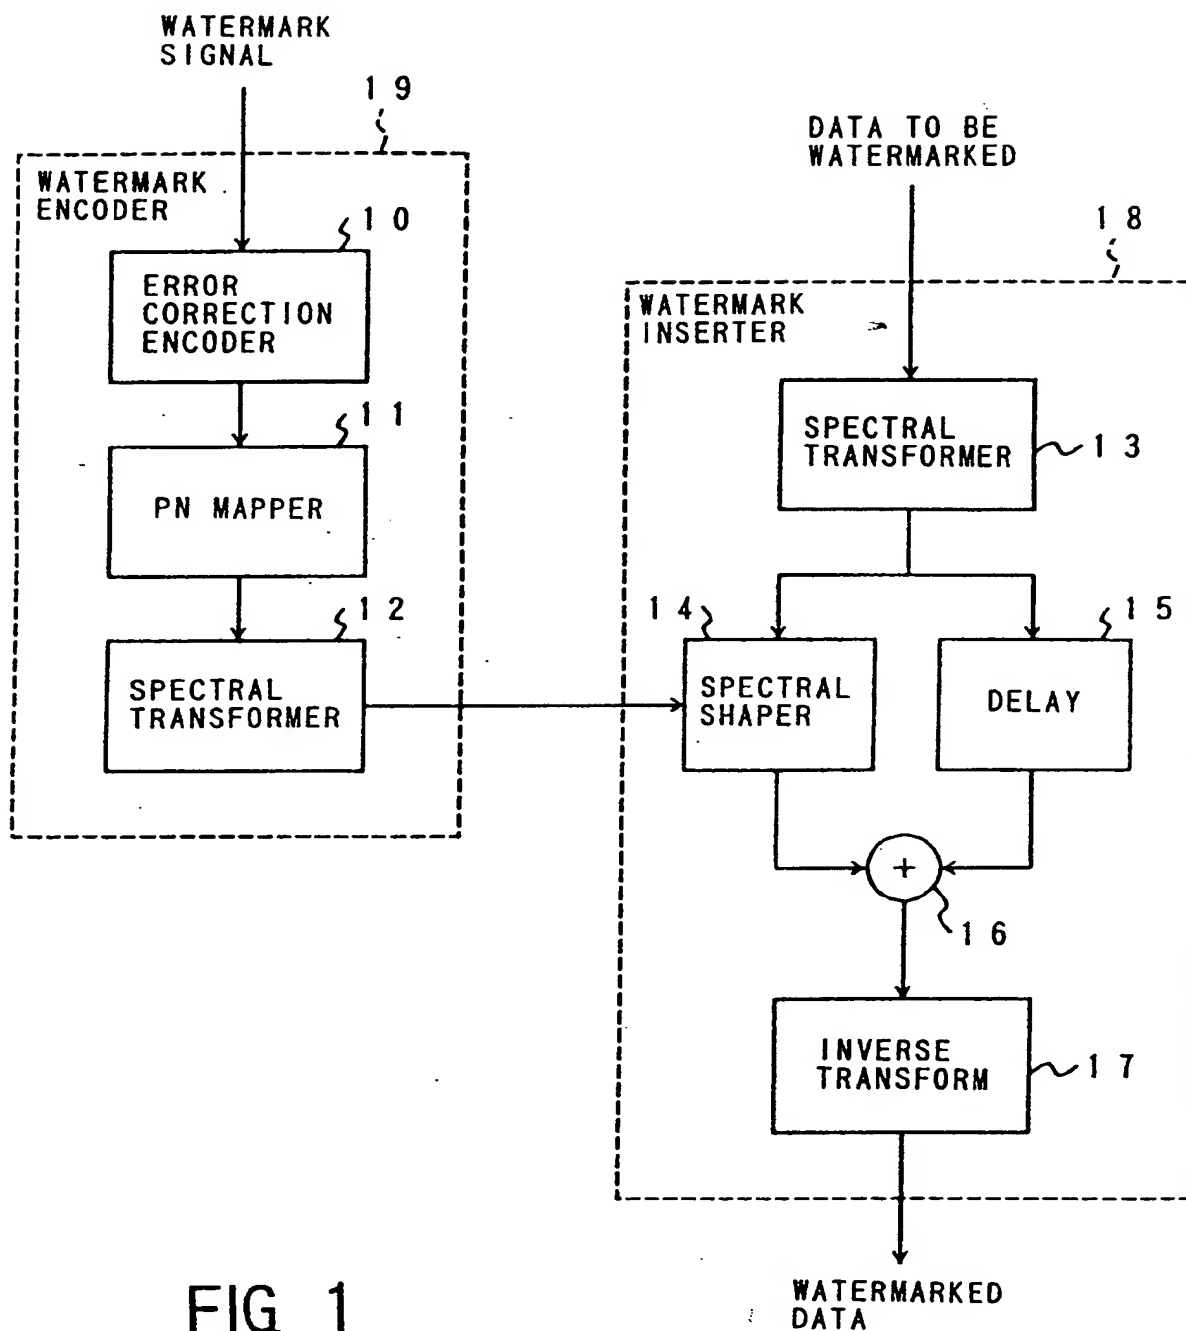 WATERMARK
SIGNAL
19
WATERMARK
ENCODER
10
ERROR
CORRECTION
ENCODER
11
PN MAPPER
12
SPECTRAL
TRANSFORMER
DATA TO BE
WATERMARKED
18
WATERMARK
INSERTER
SPECTRAL
TRANSFORMER
13
14
SPECTRAL
SHAPER
15
DELAY
+
16
INVERSE
TRANSFORM
17
WATERMARKED
DATA
FIG 1